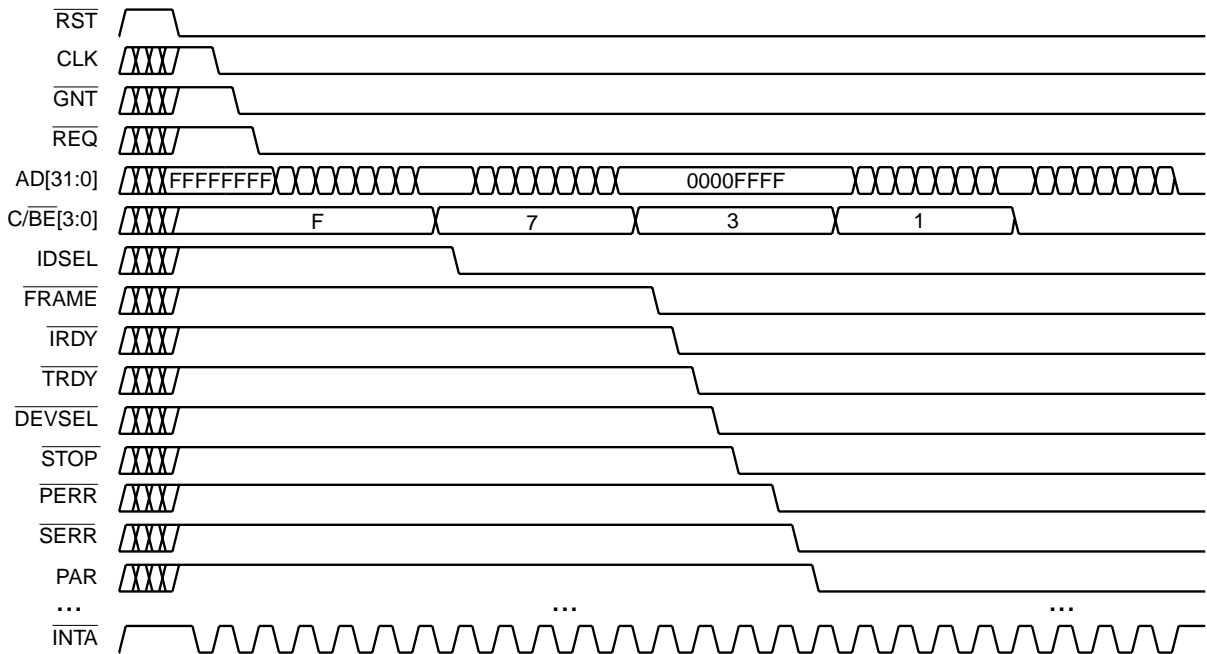 RST
CLK
GNT
REQ
AD[31:0] FFFFFFFF 0000FFFF
C/BE[3:0] F 7 3 1
IDSEL
FRAME
IRDY
TRDY
DEVSEL
STOP
PERR
SERR
PAR
... ... ...
INTA